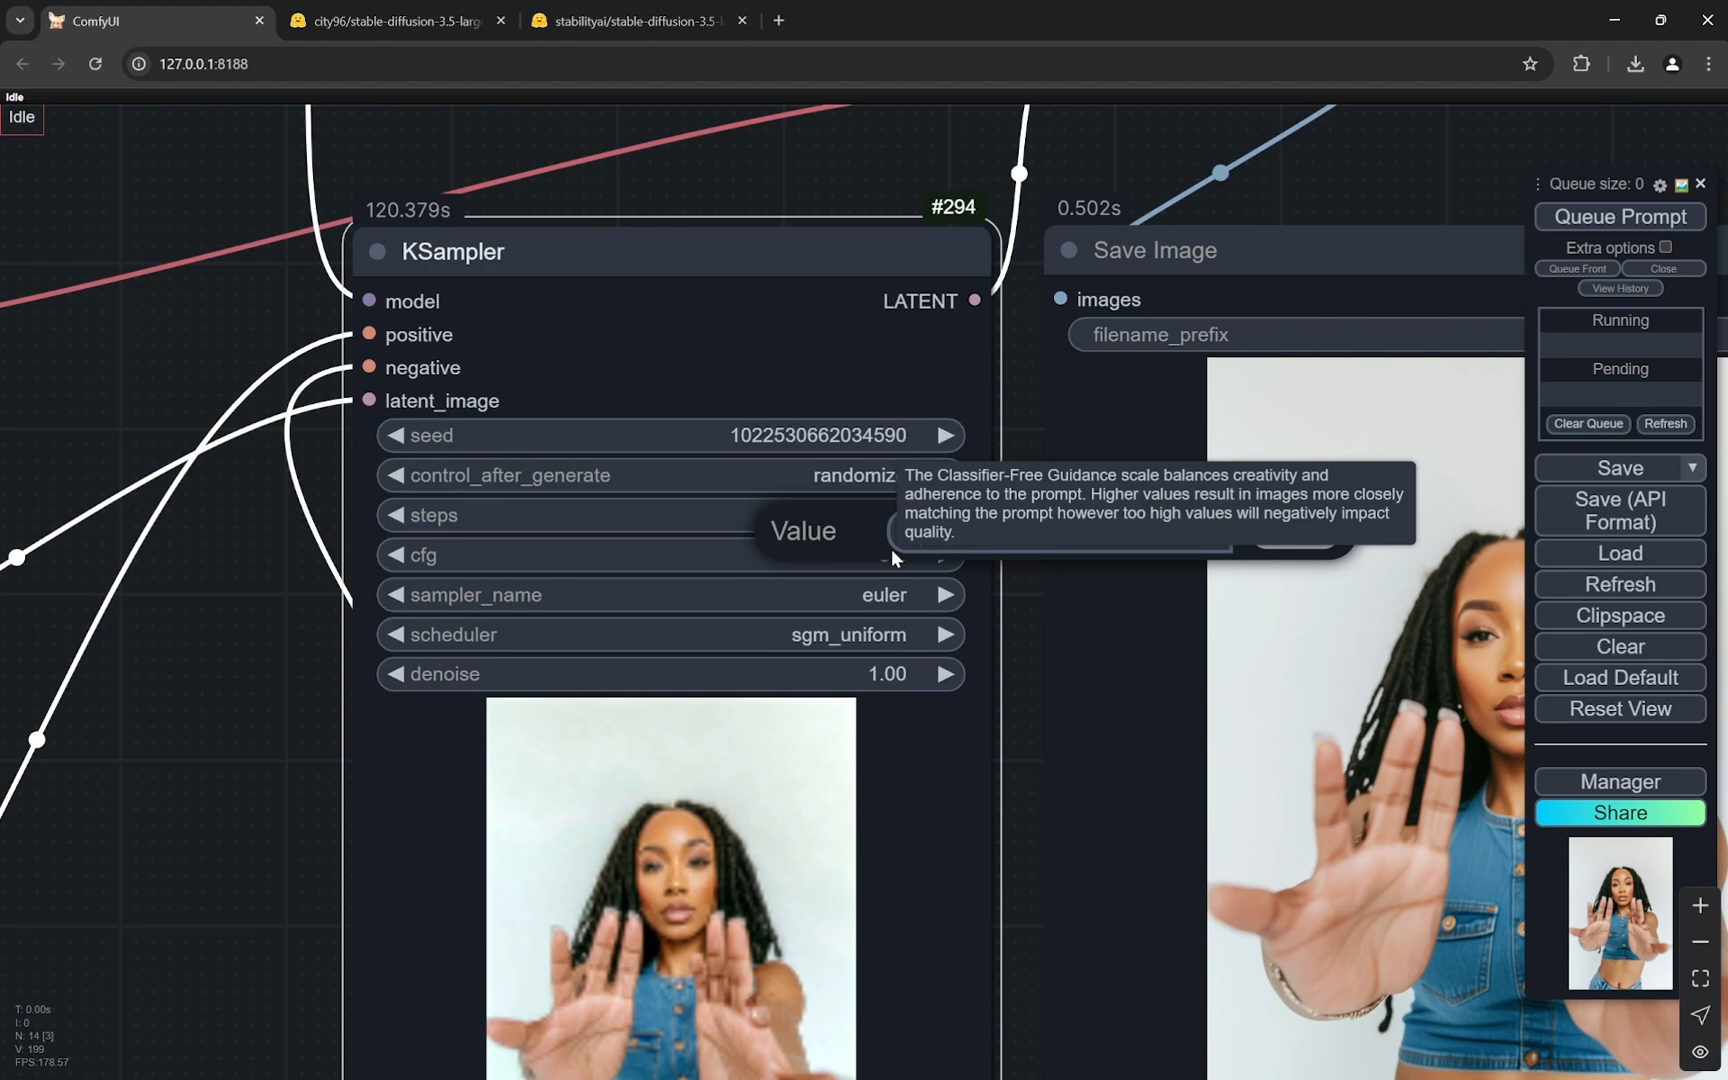 ComfyUI
city96/stable-diffusion-3.5-larg
stabilityai/stable-diffusion-3.5-l
127.0.0.1:8188
Idle
Idle
120.379s
#294
KSampler
model
LATENT
positive
negative
latent_image
seed 1022530662034590
control_after_generate randomiz
steps
cfg
sampler_name euler
scheduler sgm_uniform
denoise 1.00
Value
The Classifier-Free Guidance scale balances creativity and
adherence to the prompt. Higher values result in images more closely
matching the prompt however too high values will negatively impact
quality.
0.502s
Save Image
images
filename_prefix
Queue size: 0
Queue Prompt
Extra options
Queue Front
Close
View History
Running
Pending
Clear Queue
Refresh
Save
Save (API
Format)
Load
Refresh
Clipspace
Clear
Load Default
Reset View
Manager
Share
T: 0.00s
I: 0
N: 14 [3]
V: 199
FPS:178.57